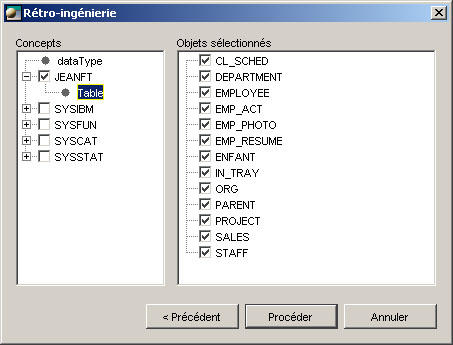 Rétro-ingénierie
Concepts
dataType
JEANFT
Table
SYSIBM
SYSFUN
SYSCAT
SYSSTAT
Objets sélectionnés
CL_SCHED
DEPARTMENT
EMPLOYEE
EMP_ACT
EMP_PHOTO
EMP_RESUME
ENFANT
IN_TRAY
ORG
PARENT
PROJECT
SALES
STAFF
< Précédent
Procéder
Annuler